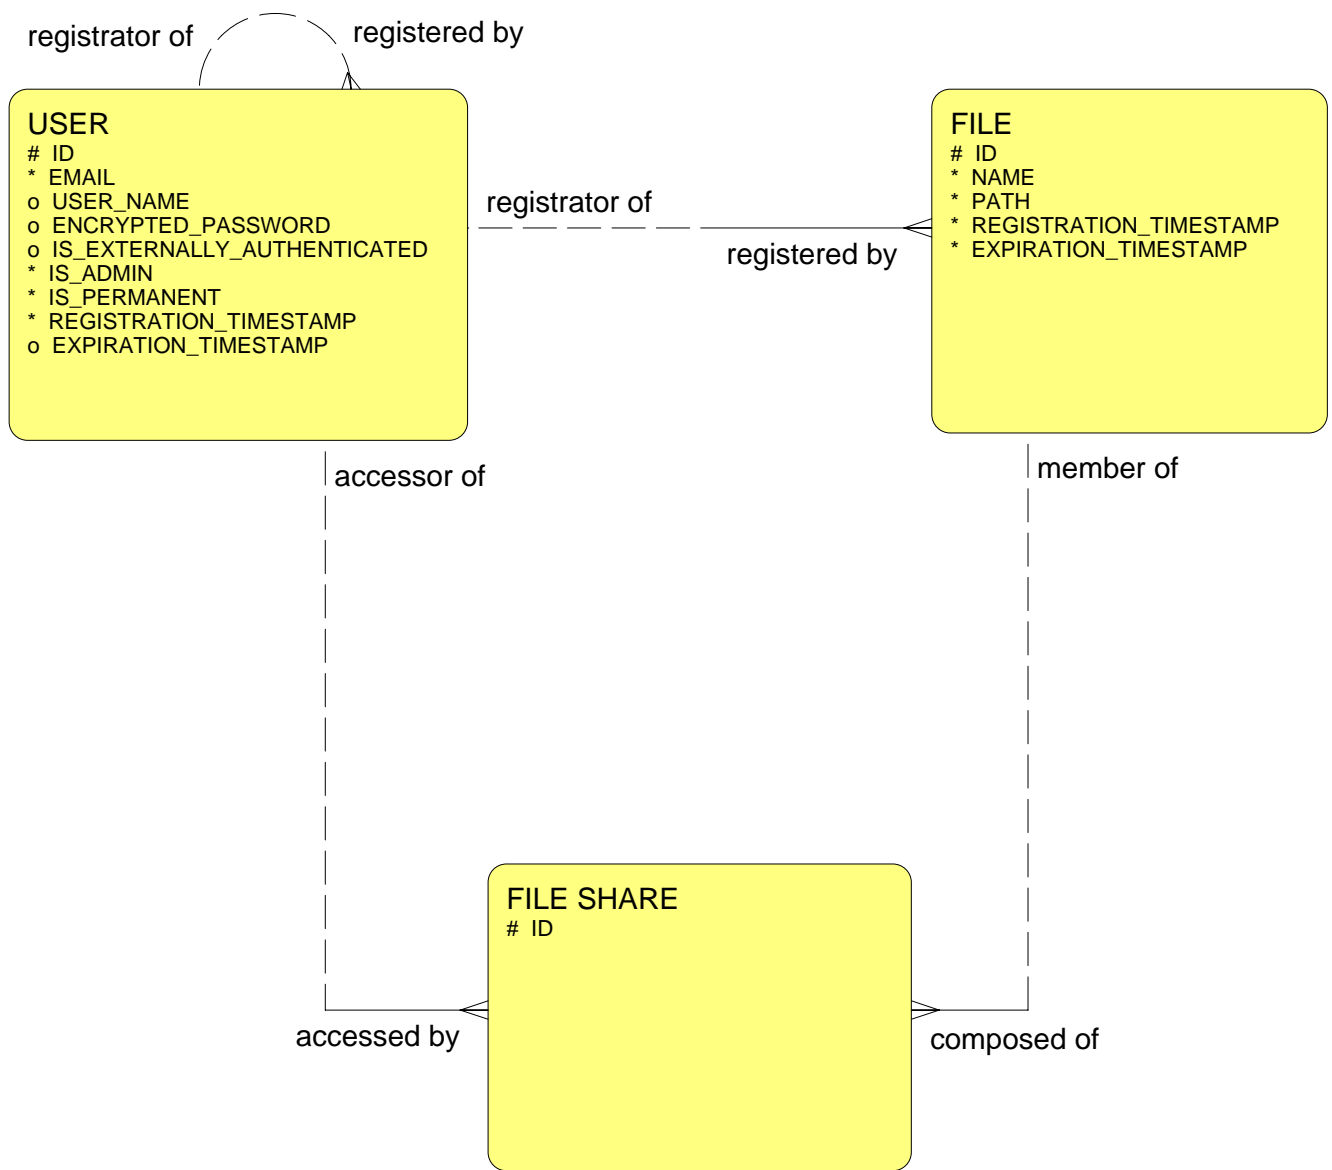 registrator of
registered by
USER
# ID
* EMAIL
o USER_NAME
o ENCRYPTED_PASSWORD
o IS_EXTERNALLY_AUTHENTICATED
* IS_ADMIN
* IS_PERMANENT
* REGISTRATION_TIMESTAMP
o EXPIRATION_TIMESTAMP
registrator of
registered by
FILE
# ID
* NAME
* PATH
* REGISTRATION_TIMESTAMP
* EXPIRATION_TIMESTAMP
accessor of
member of
FILE SHARE
# ID
accessed by
composed of